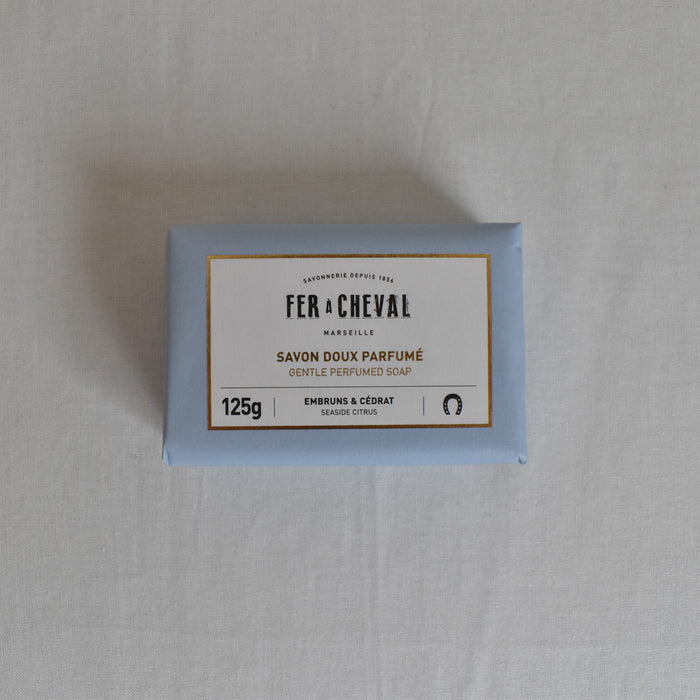 SAVONNERIE DEPUIS 1856
FER À CHEVAL
MARSEILLE
SAVON DOUX PARFUMÉ
GENTLE PERFUMED SOAP
125g
EMBRUNS & CÉDRAT
SEASIDE CITRUS